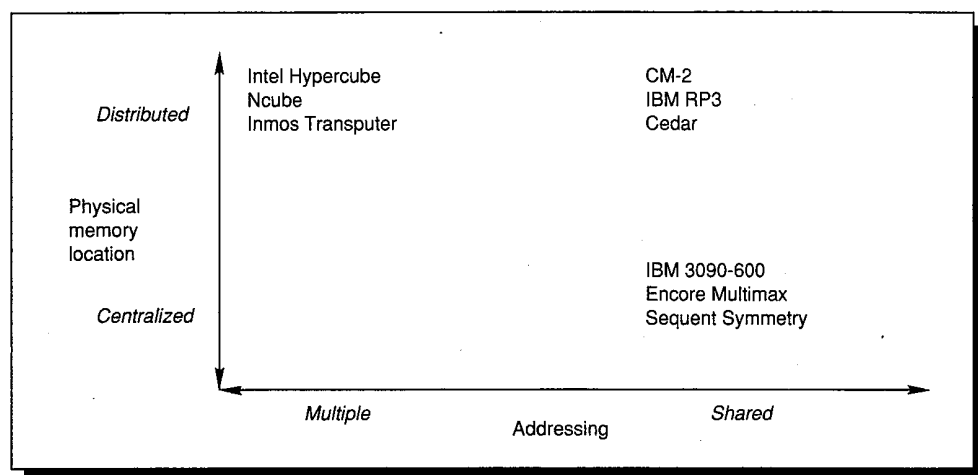 Intel Hypercube
Ncube
Inmos Transputer
CM-2
IBM RP3
Cedar
Distributed
Physical
memory
location
IBM 3090-600
Encore Multimax
Sequent Symmetry
Centralized
Multiple
Shared
Addressing